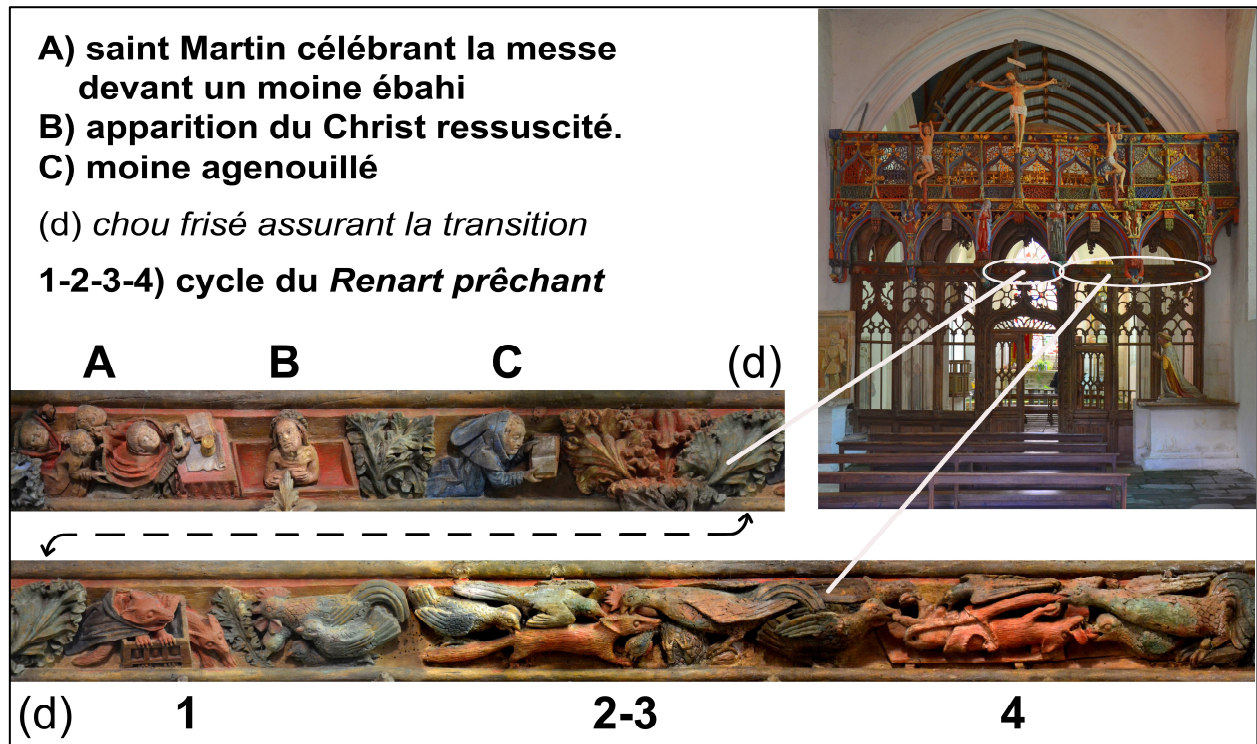 A) saint Martin célébrant la messe
devant un moine ébahi
B) apparition du Christ ressuscité.
C) moine agenouillé
(d) chou frisé assurant la transition
1-2-3-4) cycle du Renart prêchant
A B C (d)
(d) 1 2-3 4